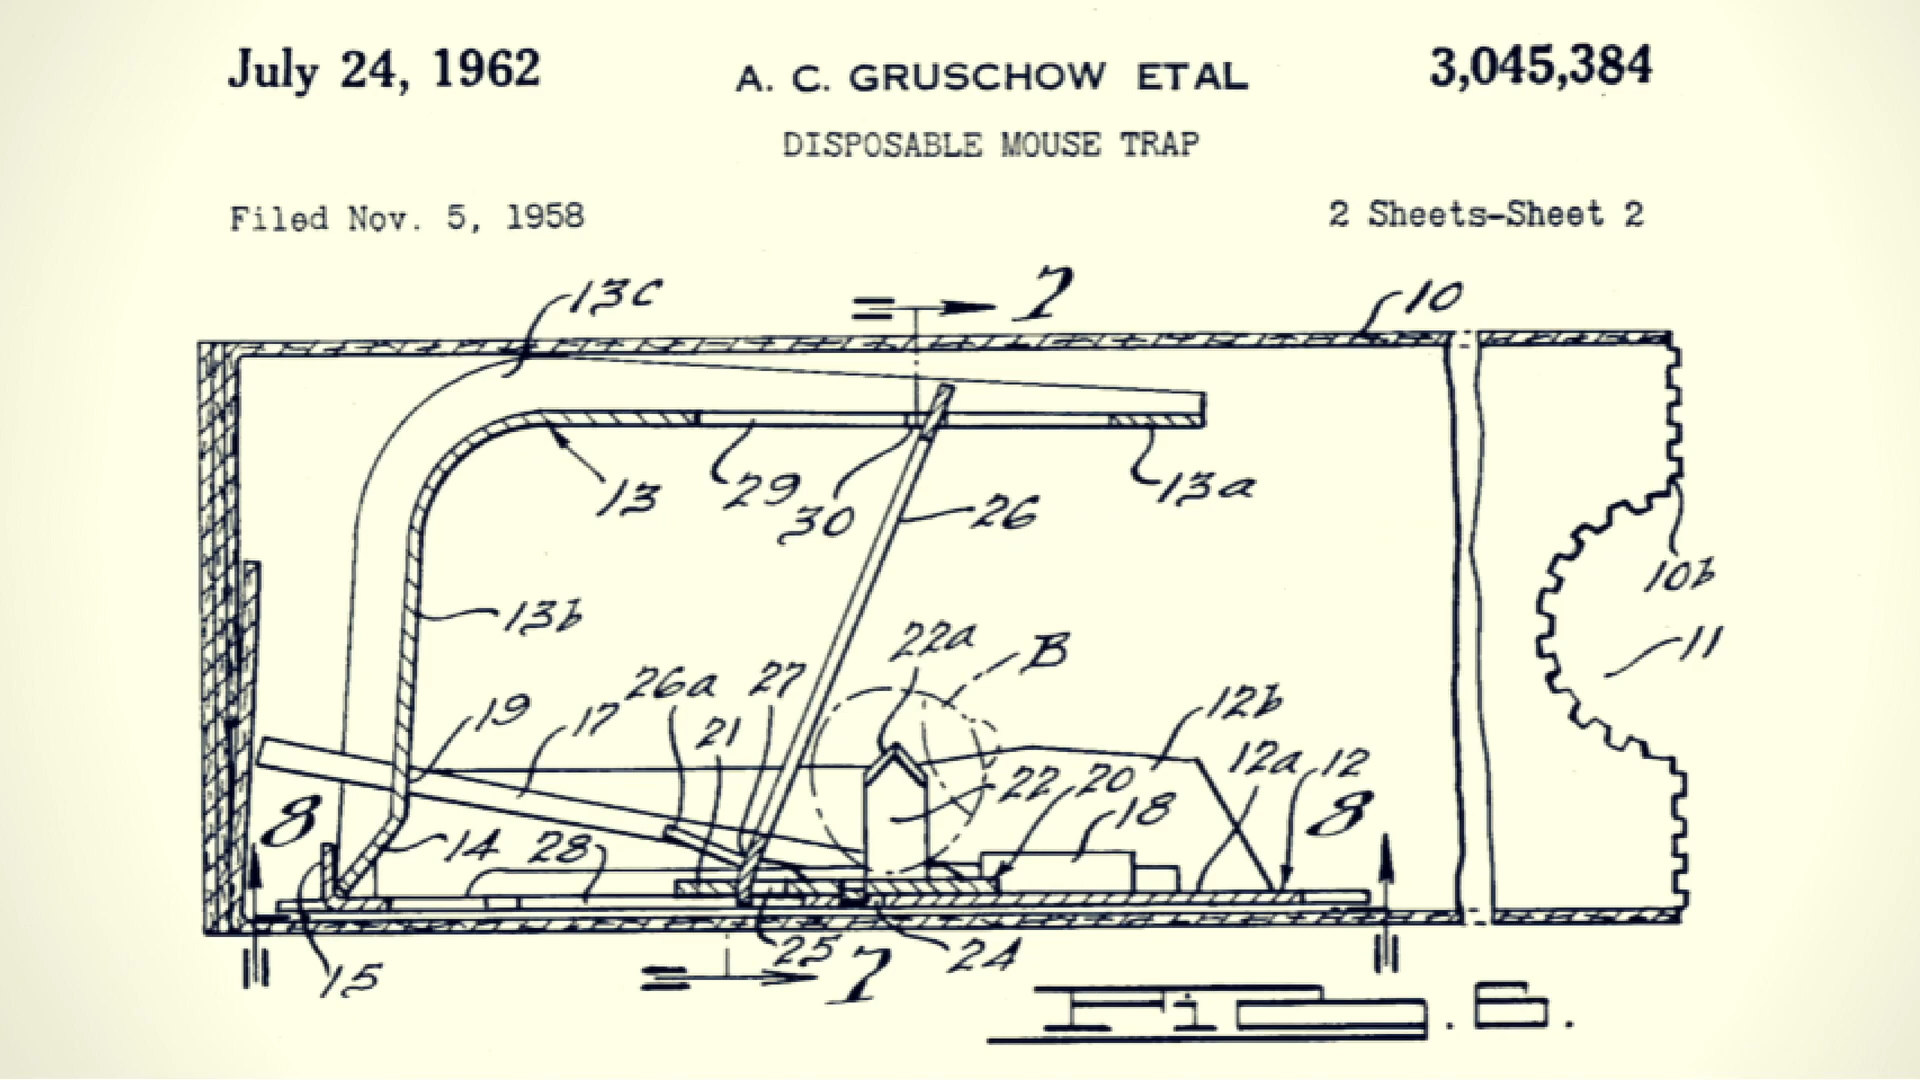 July 24, 1962 A. C. GRUSCHOW ETAL 3,045,384
DISPOSABLE MOUSE TRAP
Filed Nov. 5, 1958 2 Sheets-Sheet 2
13c
7
10
13
29
30
26
13a
10b
11
13b
22a
B
26a
27
19
17
21
12b
12a
12
22
20
18
8
8
14
28
15
25
7
24
Fig. 6.